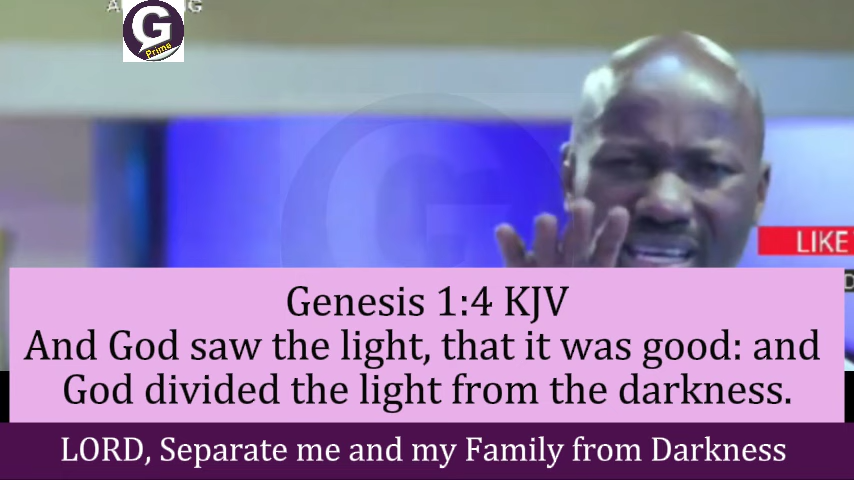 G
Prime
G
LIKE
Genesis 1:4 KJV
And God saw the light, that it was good: and
God divided the light from the darkness.
LORD, Separate me and my Family from Darkness